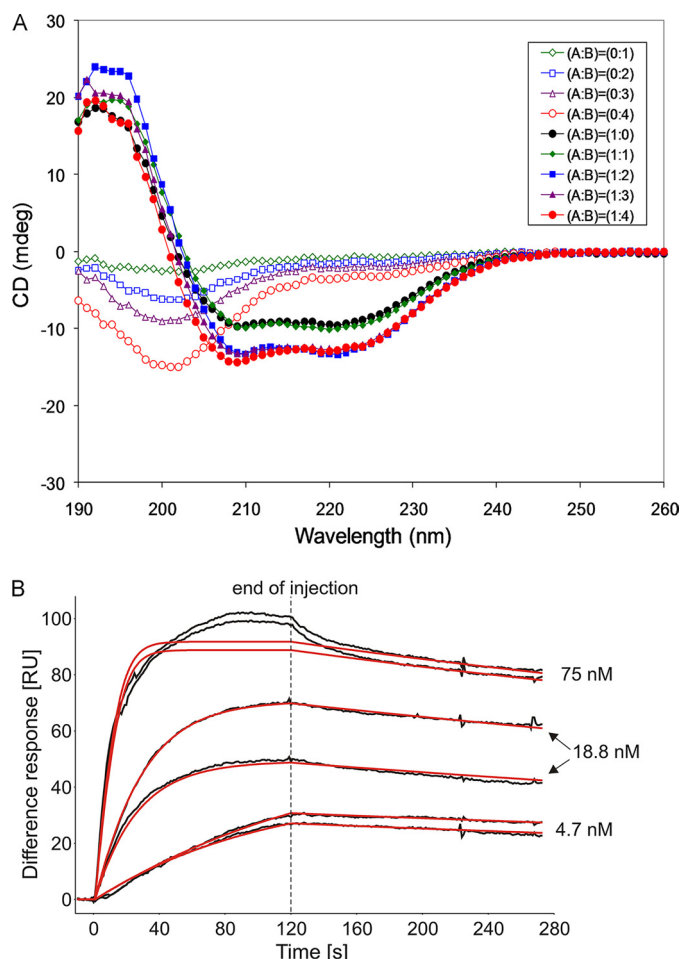 A
30
20
10
0
-10
-20
-30
CD (mdeg)
190 200 210 220 230 240 250 260
Wavelength (nm)
(A:B)=(0:1)
(A:B)=(0:2)
(A:B)=(0:3)
(A:B)=(0:4)
(A:B)=(1:0)
(A:B)=(1:1)
(A:B)=(1:2)
(A:B)=(1:3)
(A:B)=(1:4)
B
end of injection
100
80
60
40
20
0
Difference response [RU]
75 nM
18.8 nM
4.7 nM
0 40 80 120 160 200 240 280
Time [s]